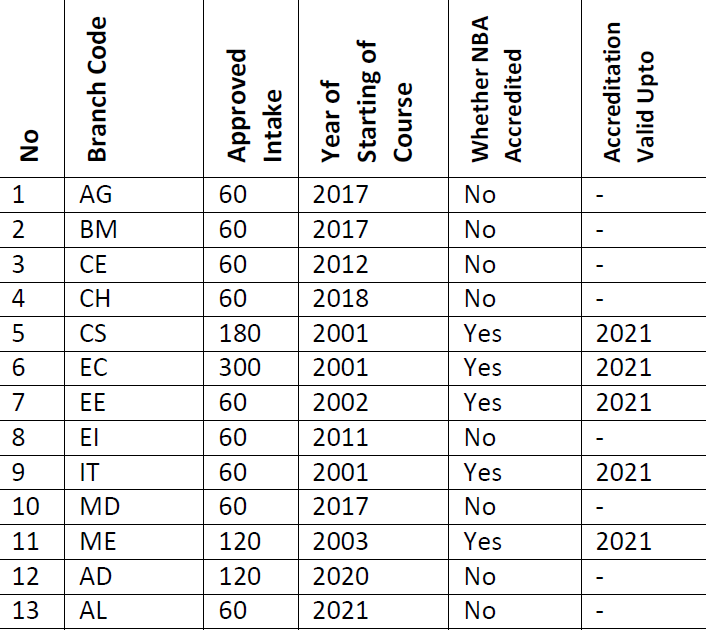 No Branch Code Approved Intake Year of Starting of Course Whether NBA Accredited Accreditation Valid Upto
1 AG 60 2017 No -
2 BM 60 2017 No -
3 CE 60 2012 No -
4 CH 60 2018 No -
5 CS 180 2001 Yes 2021
6 EC 300 2001 Yes 2021
7 EE 60 2002 Yes 2021
8 EI 60 2011 No -
9 IT 60 2001 Yes 2021
10 MD 60 2017 No -
11 ME 120 2003 Yes 2021
12 AD 120 2020 No -
13 AL 60 2021 No -